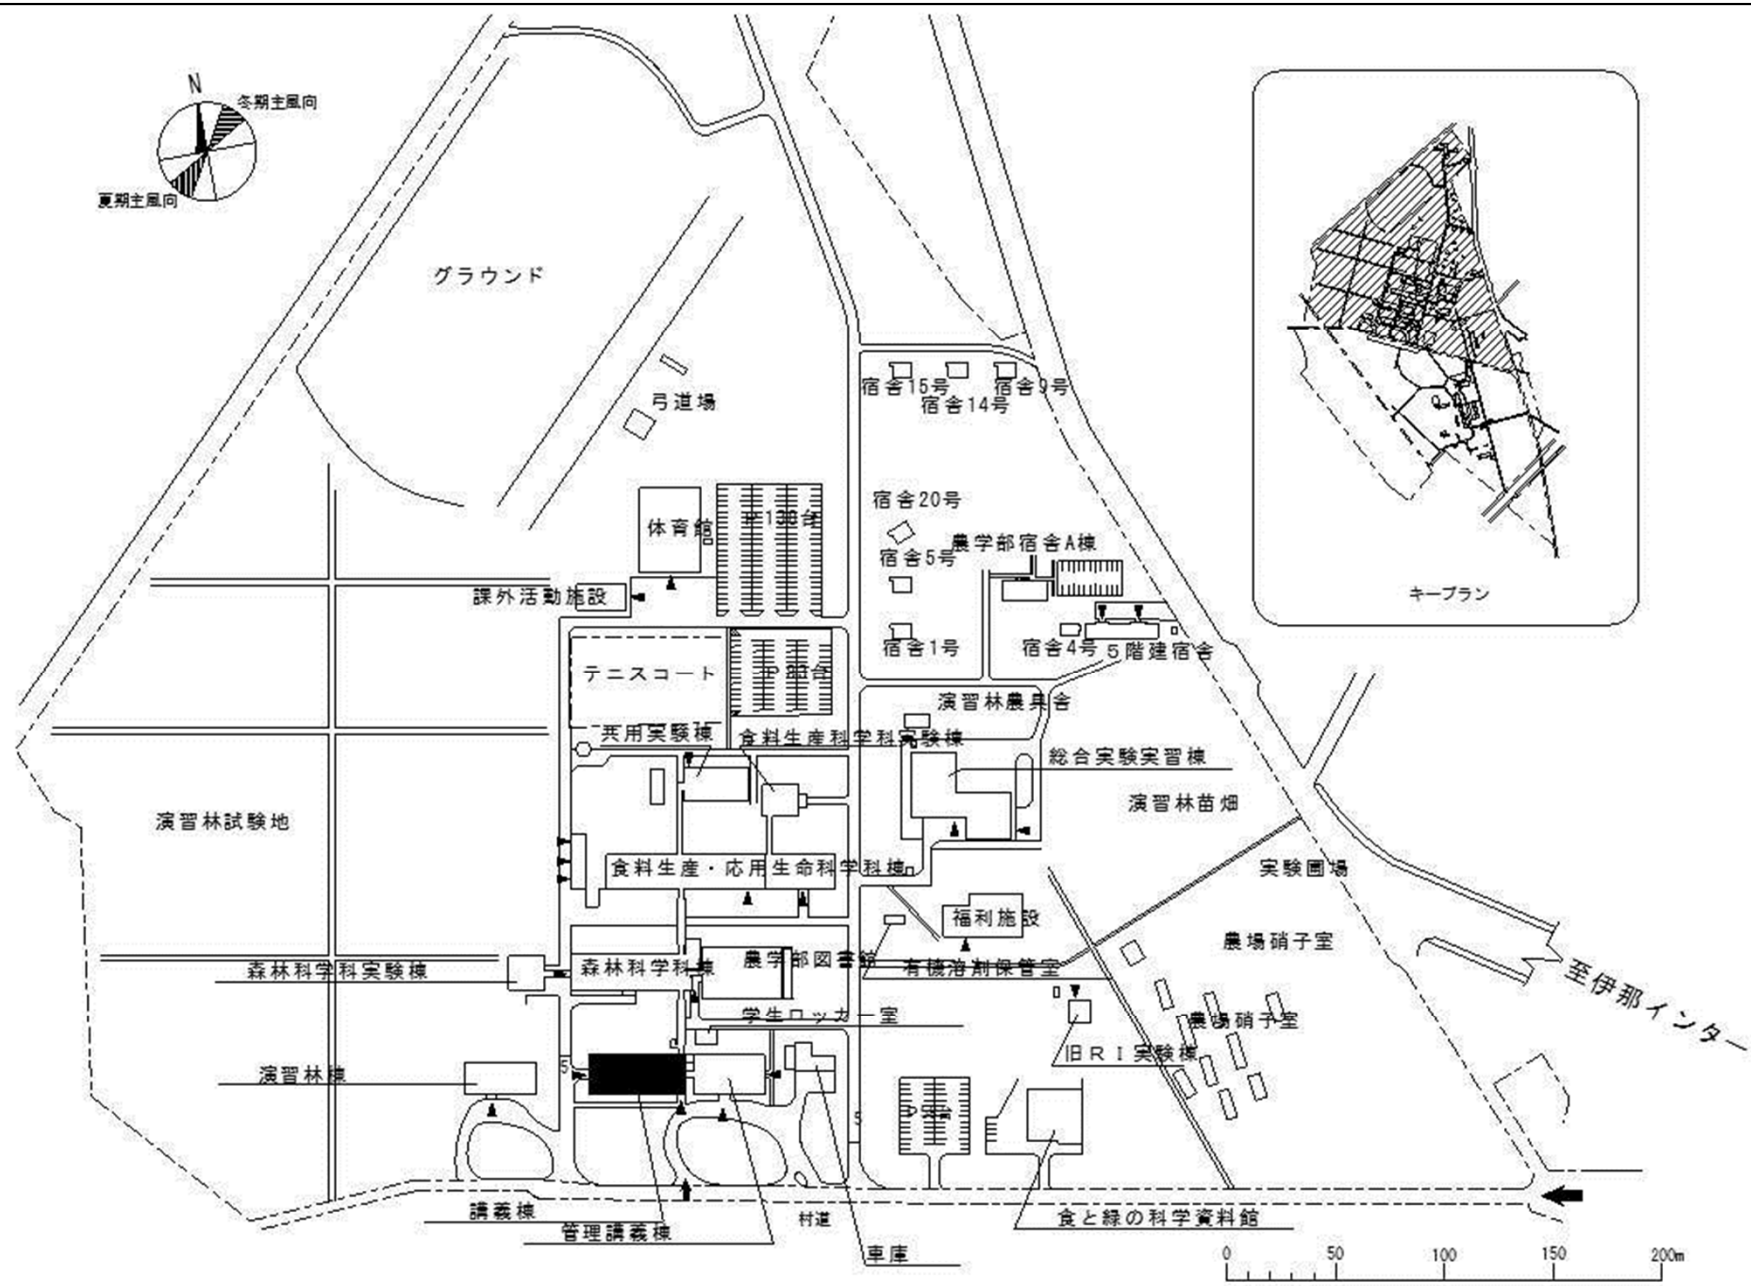 N
冬期主風向
夏期主風向
グラウンド
弓道場
宿舎15号
宿舎14号
宿舎9号
宿舎20号
体育館
P 130台
農学部宿舎A棟
宿舎5号
課外活動施設
キープラン
宿舎1号
宿舎4号
5階建宿舎
テニスコート
演習林農具舎
共用実験棟
食料生産科学科実験棟
総合実験実習棟
演習林苗畑
演習林試験地
食料生産・応用生命科学科棟
実験圃場
福利施設
農場硝子室
森林科学科実験棟
森林科学科棟
農学部図書館
有機溶剤保管室
至伊那インター
学生ロッカー室
農場硝子室
旧RI実験棟
演習林棟
5
5
講義棟
管理講義棟
村道
食と緑の科学資料館
車庫
0 50 100 150 200m